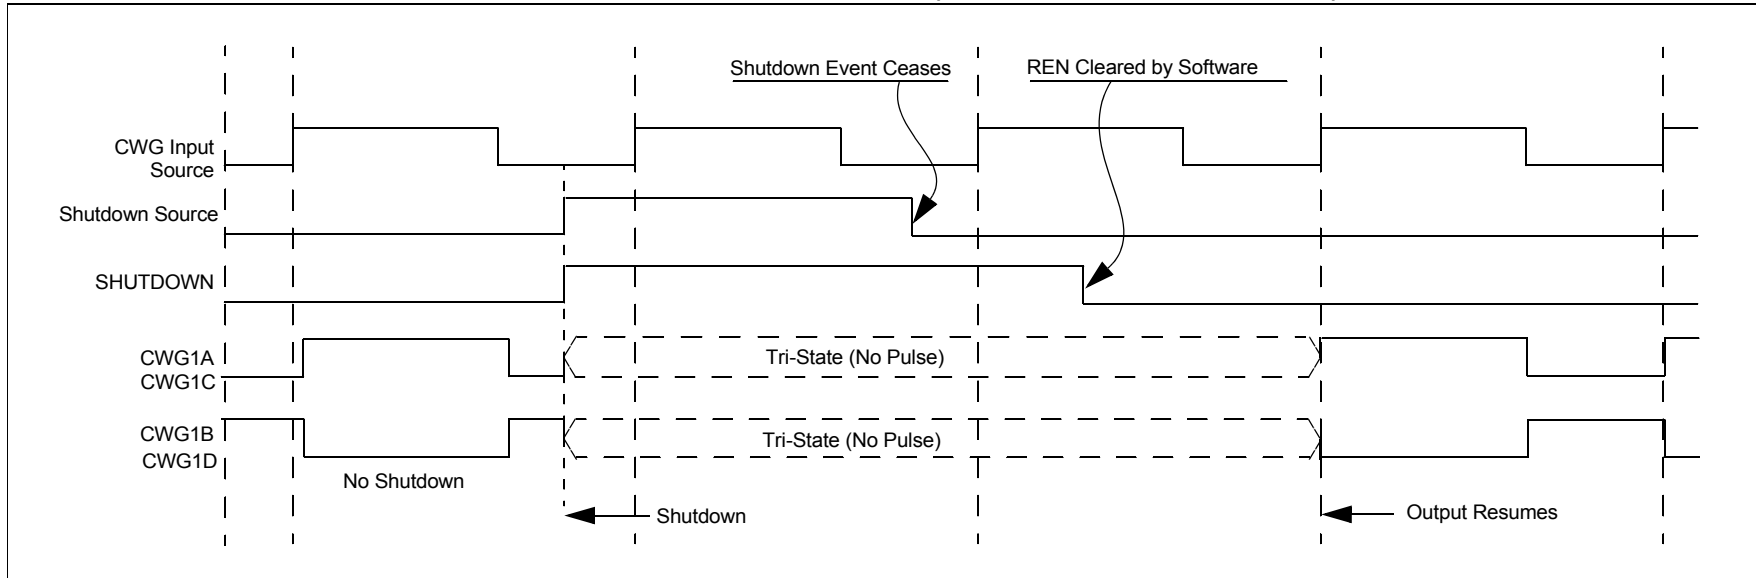 Shutdown Event Ceases
REN Cleared by Software
CWG Input
Source
Shutdown Source
SHUTDOWN
CWG1A
CWG1C
Tri-State (No Pulse)
CWG1B
CWG1D
Tri-State (No Pulse)
No Shutdown
Shutdown
Output Resumes